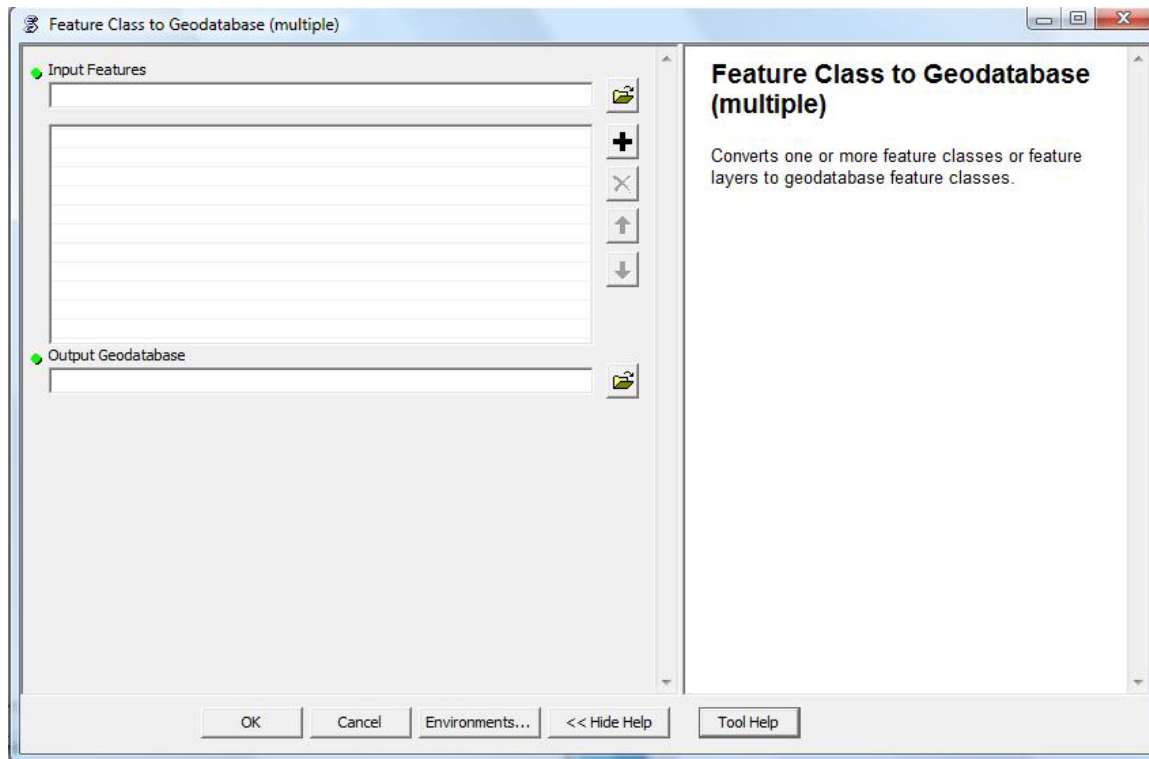 Feature Class to Geodatabase (multiple)
Input Features
Output Geodatabase
Feature Class to Geodatabase
(multiple)
Converts one or more feature classes or feature
layers to geodatabase feature classes.
OK
Cancel
Environments...
<< Hide Help
Tool Help